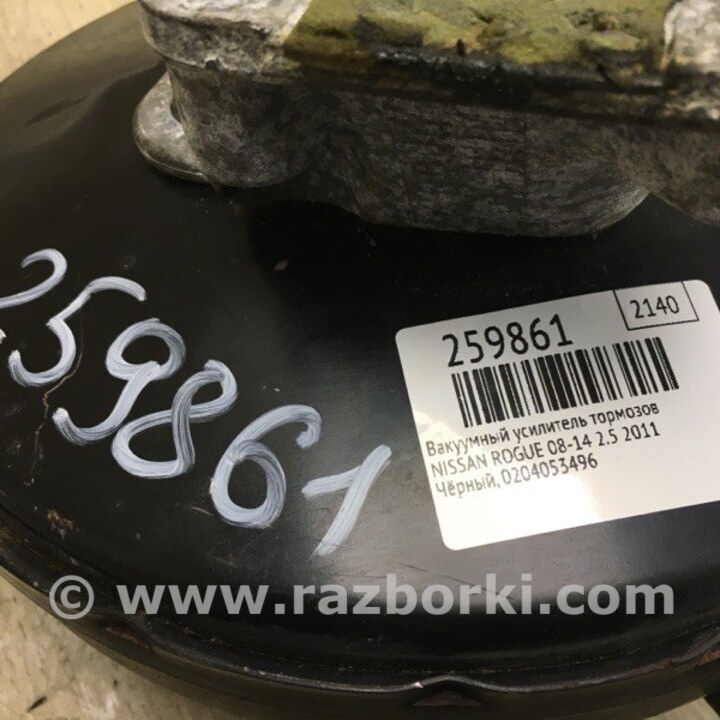 259861
2140
259861
Вакуумный усилитель тормозов
NISSAN ROGUE 08-14 2.5 2011
Чёрный, 0204053496
© www.razborki.com